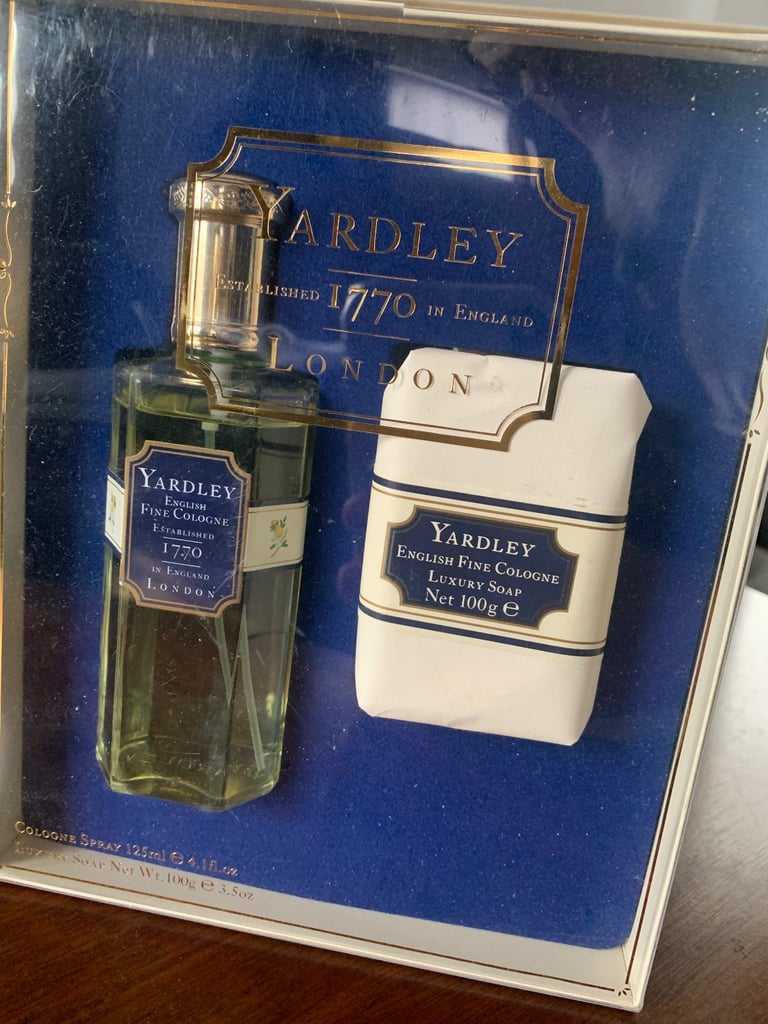 YARDLEY
ESTABLISHED 1770 IN ENGLAND
LONDON
YARDLEY
ENGLISH
FINE COLOGNE
ESTABLISHED
1770
IN ENGLAND
LONDON
YARDLEY
ENGLISH FINE COLOGNE
LUXURY SOAP
Net 100g e
COLOGNE SPRAY 125ml e 4.1fl.oz
LUXURY SOAP NET WT.100g e 3.5oz